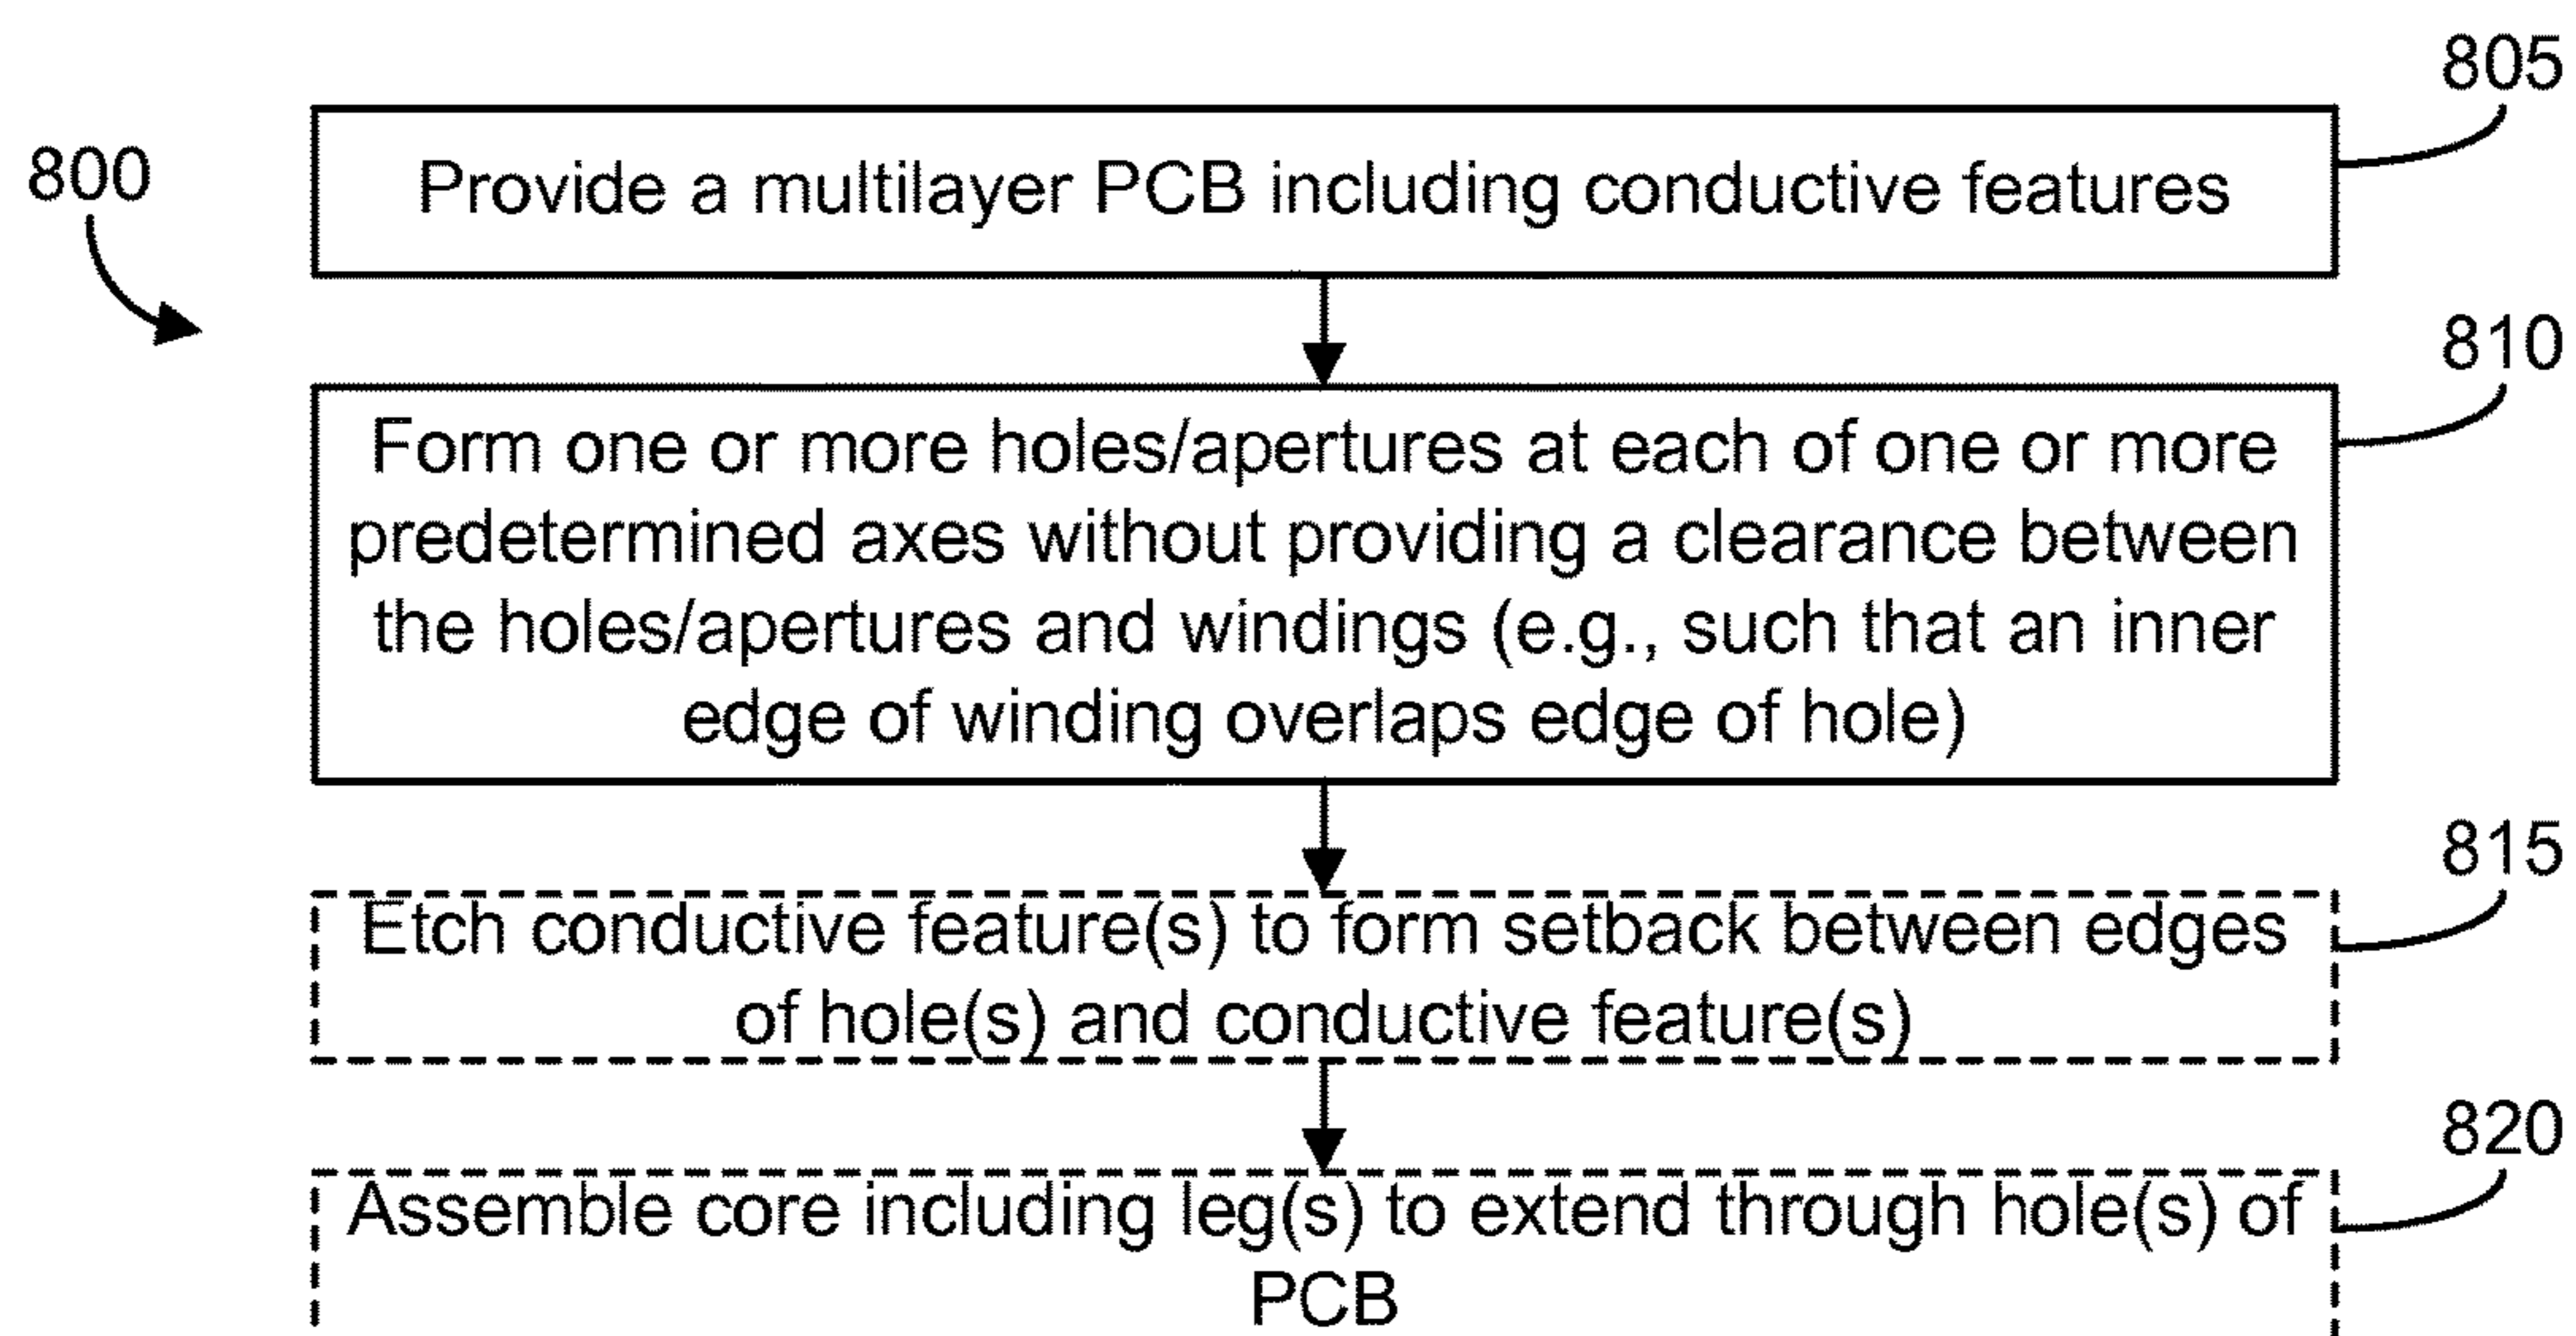 805
800
Provide a multilayer PCB including conductive features
810
Form one or more holes/apertures at each of one or more
predetermined axes without providing a clearance between
the holes/apertures and windings (e.g., such that an inner
edge of winding overlaps edge of hole)
815
Etch conductive feature(s) to form setback between edges
of hole(s) and conductive feature(s)
820
Assemble core including leg(s) to extend through hole(s) of
PCB